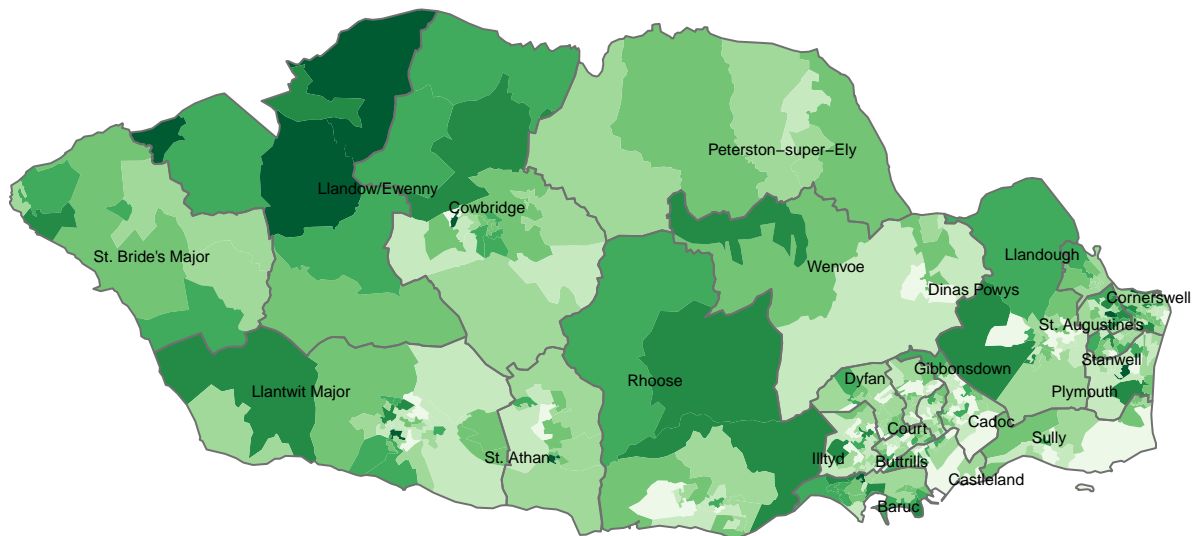 Peterston−super−Ely
Llandow/Ewenny
Cowbridge
St. Bride's Major
Llandough
Wenvoe
Dinas Powys
Cornerswell
St. Augustine's
Stanwell
Gibbonsdown
Dyfan
Rhoose
Llantwit Major
Plymouth
Cadoc
Court
Sully
St. Athan
Illtyd
Buttrills
Castleland
Baruc